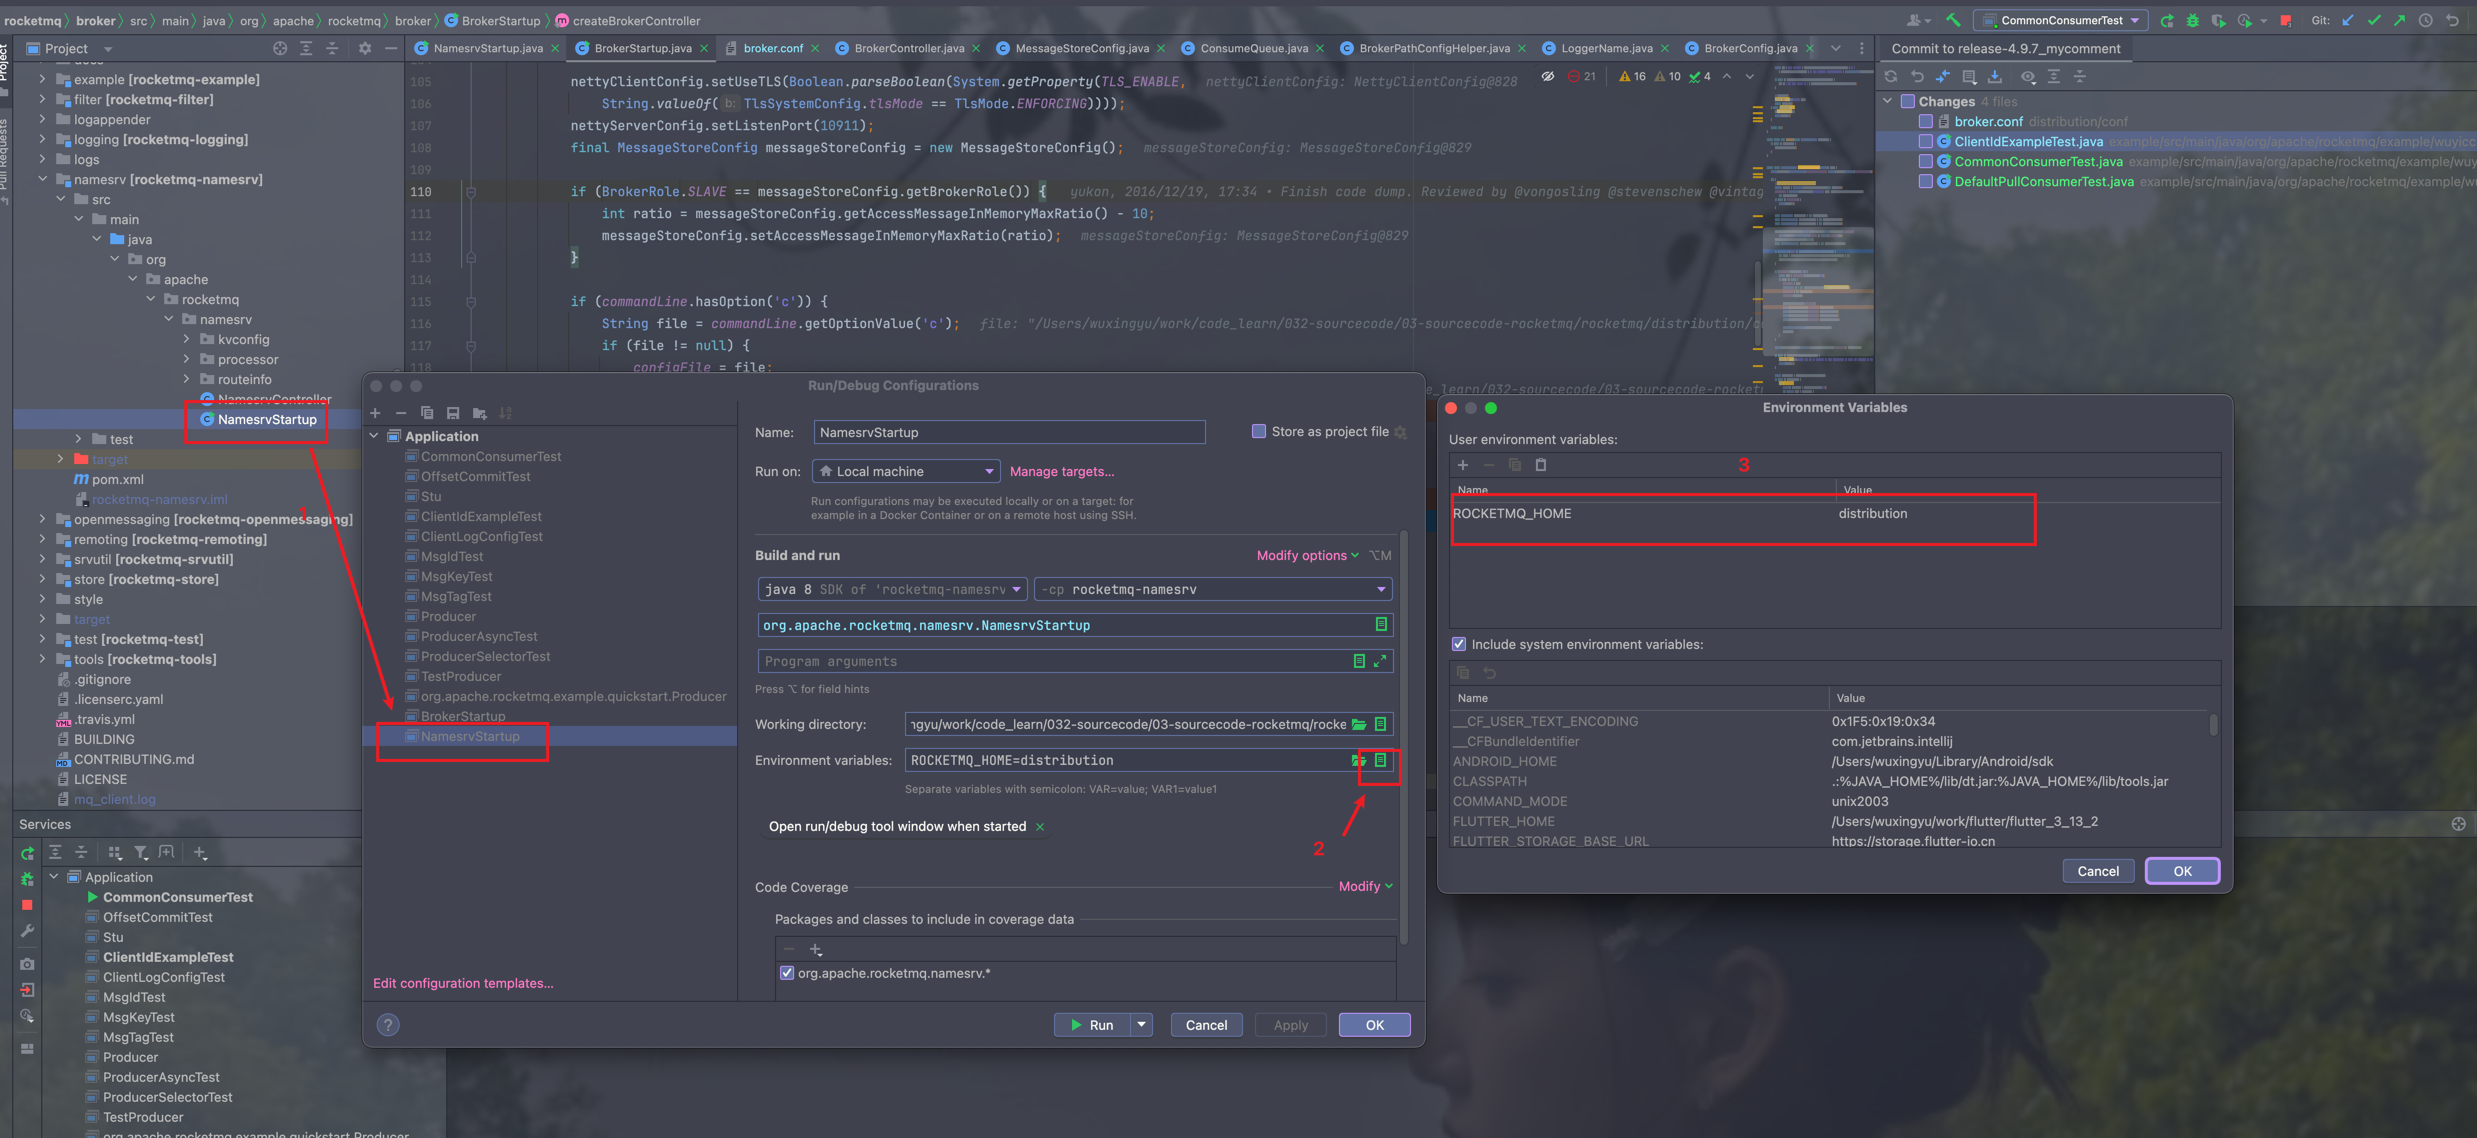 rocketmq › broker › src › main › java › org › apache › rocketmq › broker › BrokerStartup › createBrokerController
CommonConsumerTest
Git:
Project
NamesrvStartup.java
BrokerStartup.java
broker.conf
BrokerController.java
MessageStoreConfig.java
ConsumeQueue.java
BrokerPathConfigHelper.java
LoggerName.java
BrokerConfig.java
Commit to release-4.9.7_mycomment
Project
Pull Requests
example [rocketmq-example]
filter [rocketmq-filter]
logappender
logging [rocketmq-logging]
logs
namesrv [rocketmq-namesrv]
src
main
java
org
apache
rocketmq
namesrv
kvconfig
processor
routeinfo
NamesrvController
NamesrvStartup
test
target
pom.xml
rocketmq-namesrv.iml
1
openmessaging [rocketmq-openmessaging]
remoting [rocketmq-remoting]
srvutil [rocketmq-srvutil]
store [rocketmq-store]
style
target
test [rocketmq-test]
tools [rocketmq-tools]
.gitignore
.licenserc.yaml
.travis.yml
BUILDING
CONTRIBUTING.md
LICENSE
mq_client.log
21 16 10 4
105 nettyClientConfig.setUseTLS(Boolean.parseBoolean(System.getProperty(TLS_ENABLE, nettyClientConfig: NettyClientConfig@828
106 String.valueOf( b: TlsSystemConfig.tlsMode == TlsMode.ENFORCING))));
107 nettyServerConfig.setListenPort(10911);
108 final MessageStoreConfig messageStoreConfig = new MessageStoreConfig(); messageStoreConfig: MessageStoreConfig@829
109
110 if (BrokerRole.SLAVE == messageStoreConfig.getBrokerRole()) { yukon, 2016/12/19, 17:34 • Finish code dump. Reviewed by @vongosling @stevenschew @vintag
111 int ratio = messageStoreConfig.getAccessMessageInMemoryMaxRatio() - 10;
112 messageStoreConfig.setAccessMessageInMemoryMaxRatio(ratio); messageStoreConfig: MessageStoreConfig@829
113 }
114
115 if (commandLine.hasOption('c')) {
116 String file = commandLine.getOptionValue('c'); file: "/Users/wuxingyu/work/code_learn/032-sourcecode/03-sourcecode-rocketmq/rocketmq/distribution/c
117 if (file != null) {
118 configFile = file;
Changes 4 files
broker.conf distribution/conf
ClientIdExampleTest.java example/src/main/java/org/apache/rocketmq/example/wuyicc
CommonConsumerTest.java example/src/main/java/org/apache/rocketmq/example/wuy
DefaultPullConsumerTest.java example/src/main/java/org/apache/rocketmq/example/w
Run/Debug Configurations
Application
CommonConsumerTest
OffsetCommitTest
Stu
ClientIdExampleTest
ClientLogConfigTest
MsgIdTest
MsgKeyTest
MsgTagTest
Producer
ProducerAsyncTest
ProducerSelectorTest
TestProducer
org.apache.rocketmq.example.quickstart.Producer
BrokerStartup
NamesrvStartup
Edit configuration templates...
Name: NamesrvStartup
Store as project file
Run on: Local machine
Manage targets...
Run configurations may be executed locally or on a target: for
example in a Docker Container or on a remote host using SSH.
Build and run
Modify options ⌥M
java 8 SDK of 'rocketmq-namesrv
-cp rocketmq-namesrv
org.apache.rocketmq.namesrv.NamesrvStartup
Program arguments
Press ⌥ for field hints
Working directory: ngyu/work/code_learn/032-sourcecode/03-sourcecode-rocketmq/rocke
Environment variables: ROCKETMQ_HOME=distribution
Separate variables with semicolon: VAR=value; VAR1=value1
Open run/debug tool window when started ×
2
Code Coverage
Modify
Packages and classes to include in coverage data
org.apache.rocketmq.namesrv.*
?
Run
Cancel
Apply
OK
_learn/032-sourcecode/03-sourcecode-rocket
Environment Variables
User environment variables:
3
Name Value
ROCKETMQ_HOME distribution
Include system environment variables:
Name Value
__CF_USER_TEXT_ENCODING 0x1F5:0x19:0x34
__CFBundleIdentifier com.jetbrains.intellij
ANDROID_HOME /Users/wuxingyu/Library/Android/sdk
CLASSPATH .:%JAVA_HOME%/lib/dt.jar:%JAVA_HOME%/lib/tools.jar
COMMAND_MODE unix2003
FLUTTER_HOME /Users/wuxingyu/work/flutter/flutter_3_13_2
FLUTTER_STORAGE_BASE_URL https://storage.flutter-io.cn
Cancel
OK
Services
Application
CommonConsumerTest
OffsetCommitTest
Stu
ClientIdExampleTest
ClientLogConfigTest
MsgIdTest
MsgKeyTest
MsgTagTest
Producer
ProducerAsyncTest
ProducerSelectorTest
TestProducer
org.apache.rocketmq.example.quickstart.Producer